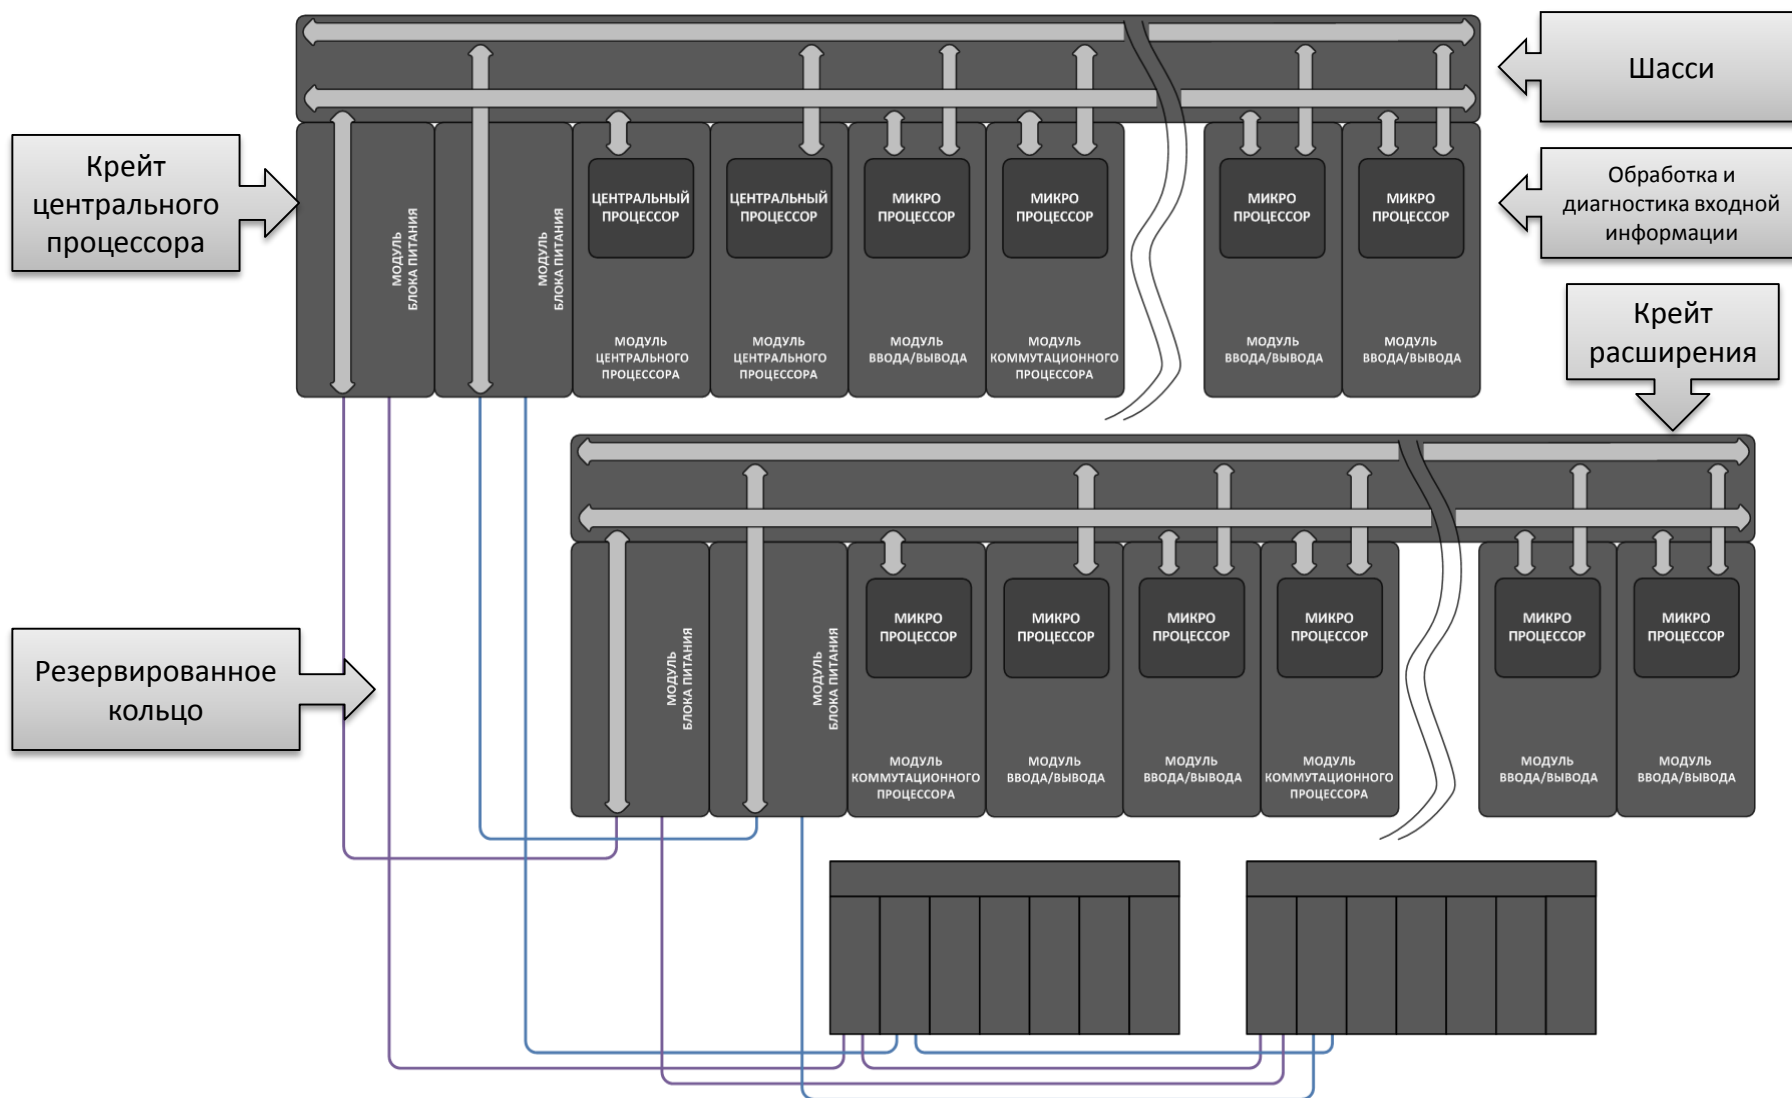 Шасси
Крейт
центрального
процессора
Обработка и
диагностика входной
информации
МОДУЛЬ
БЛОКА ПИТАНИЯ
МОДУЛЬ
БЛОКА ПИТАНИЯ
ЦЕНТРАЛЬНЫЙ
ПРОЦЕССОР
МОДУЛЬ
ЦЕНТРАЛЬНОГО
ПРОЦЕССОРА
ЦЕНТРАЛЬНЫЙ
ПРОЦЕССОР
МОДУЛЬ
ЦЕНТРАЛЬНОГО
ПРОЦЕССОРА
МИКРО
ПРОЦЕССОР
МОДУЛЬ
ВВОДА/ВЫВОДА
МИКРО
ПРОЦЕССОР
МОДУЛЬ
КОММУТАЦИОННОГО
ПРОЦЕССОРА
МИКРО
ПРОЦЕССОР
МОДУЛЬ
ВВОДА/ВЫВОДА
МИКРО
ПРОЦЕССОР
МОДУЛЬ
ВВОДА/ВЫВОДА
Крейт
расширения
Резервированное
кольцо
МОДУЛЬ
БЛОКА ПИТАНИЯ
МОДУЛЬ
БЛОКА ПИТАНИЯ
МИКРО
ПРОЦЕССОР
МОДУЛЬ
КОММУТАЦИОННОГО
ПРОЦЕССОРА
МИКРО
ПРОЦЕССОР
МОДУЛЬ
ВВОДА/ВЫВОДА
МИКРО
ПРОЦЕССОР
МОДУЛЬ
ВВОДА/ВЫВОДА
МИКРО
ПРОЦЕССОР
МОДУЛЬ
КОММУТАЦИОННОГО
ПРОЦЕССОРА
МИКРО
ПРОЦЕССОР
МОДУЛЬ
ВВОДА/ВЫВОДА
МИКРО
ПРОЦЕССОР
МОДУЛЬ
ВВОДА/ВЫВОДА